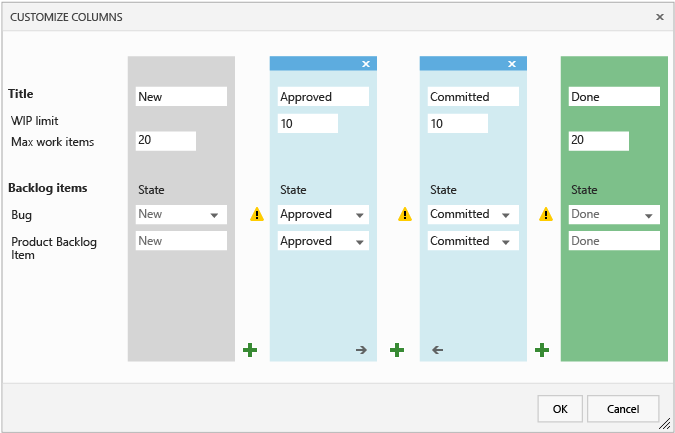 CUSTOMIZE COLUMNS
Title New Approved Committed Done
WIP limit 10 10
Max work items 20 20
Backlog items State State State State
Bug New Approved Committed Done
Product Backlog New Approved Committed Done
Item
OK Cancel